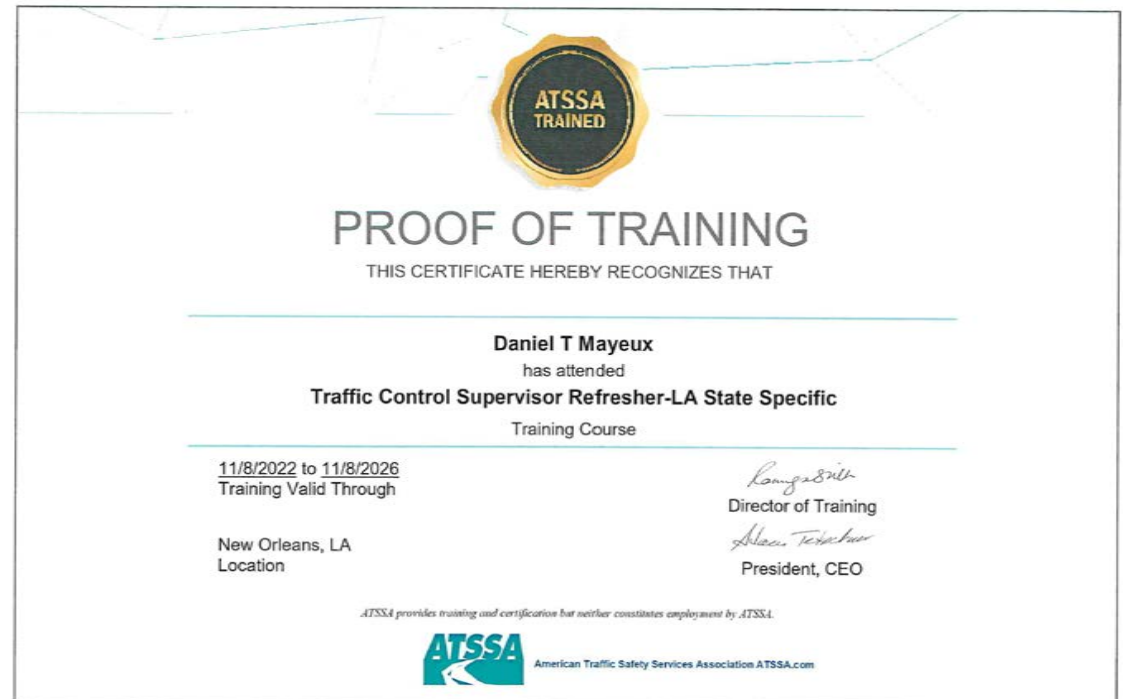 ATSSA
TRAINED
PROOF OF TRAINING
THIS CERTIFICATE HEREBY RECOGNIZES THAT
Daniel T Mayeux
has attended
Traffic Control Supervisor Refresher-LA State Specific
Training Course
11/8/2022 to 11/8/2026
Training Valid Through
Director of Training
New Orleans, LA
Location
President, CEO
ATSSA provides training and certification but neither constitutes employment by ATSSA.
ATSSA
American Traffic Safety Services Association ATSSA.com